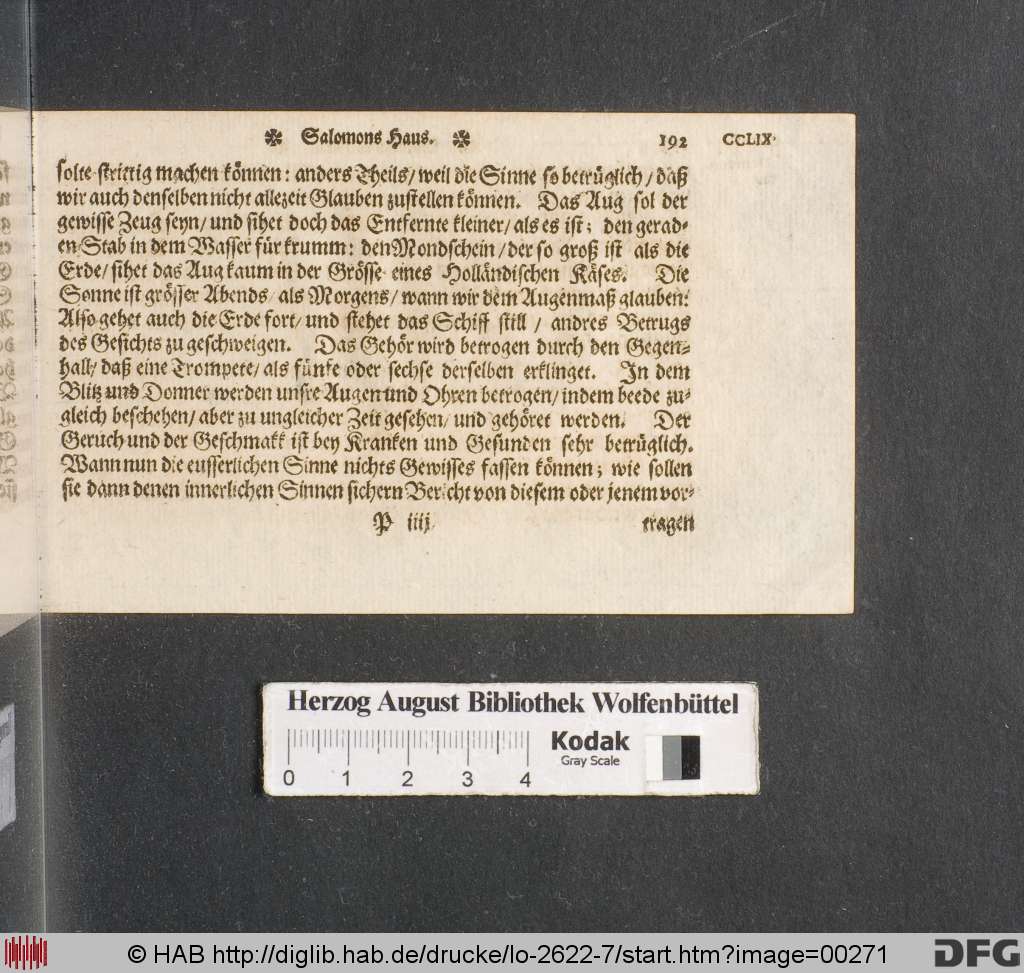 ✼ Salomons Haus. ✼ 192 CCLIX.
solte strittig machen können: anders Theils/ weil die Sinne so betrüglich/ daß
wir auch denselben nicht allezeit Glauben zustellen können. Das Aug sol der
gewisse Zeug seyn/ und sihet doch das Entfernte kleiner/ als es ist; den gerad-
en Stab in dem Wasser für krumm: den Mondschein/ der so groß ist als die
Erde/ sihet das Aug kaum in der Grösse eines Holländischen Käses. Die
Sonne ist grösser Abends als Morgens/ wann wir dem Augenmaß glauben:
Also gehet auch die Erde fort/ und stehet das Schiff still/ andres Betrugs
des Gesichts zu geschweigen. Das Gehör wird betrogen durch den Gegen-
hall/ daß eine Trompete/ als fünfe oder sechse derselben erklinget. In dem
Blitz und Donner werden unsre Augen und Ohren betrogen/ indem beede zu-
gleich beschehen/ aber zu ungleicher Zeit gesehen/ und gehöret werden. Der
Geruch und der Geschmakk ist bey Kranken und Gesunden sehr betrüglich.
Wann nun die eusserlichen Sinne nichts Gewisses fassen können; wie sollen
sie dann denen innerlichen Sinnen sichern Bericht von diesem oder jenem vor-
P iiij tragen
Herzog August Bibliothek Wolfenbüttel
0 1 2 3 4
Kodak
Gray Scale
© HAB http://diglib.hab.de/drucke/lo-2622-7/start.htm?image=00271
DFG